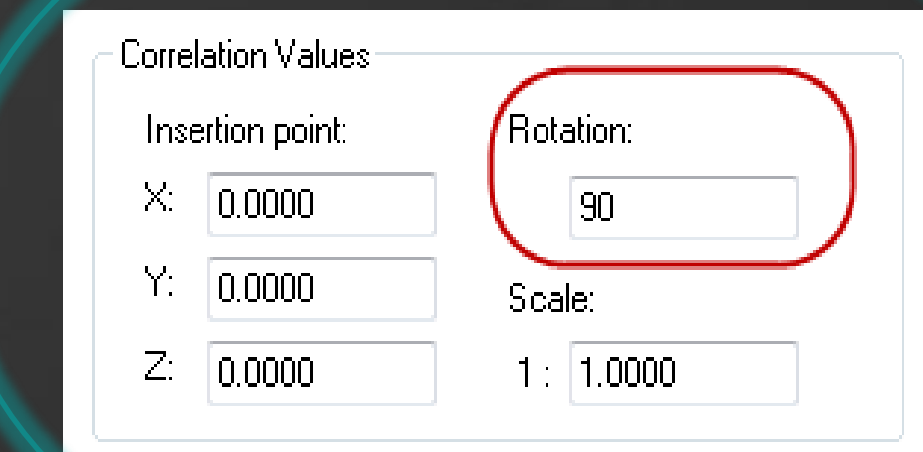 Correlation Values
Insertion point:
X: 0.0000
Y: 0.0000
Z: 0.0000
Rotation:
90
Scale:
1 : 1.0000